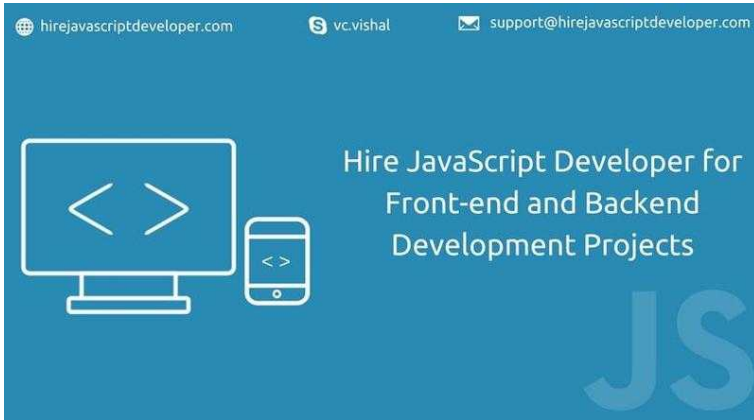 hirejavascriptdeveloper.com
vc.vishal
support@hirejavascriptdeveloper.com
Hire JavaScript Developer for
Front-end and Backend
Development Projects
< >
< >
JS